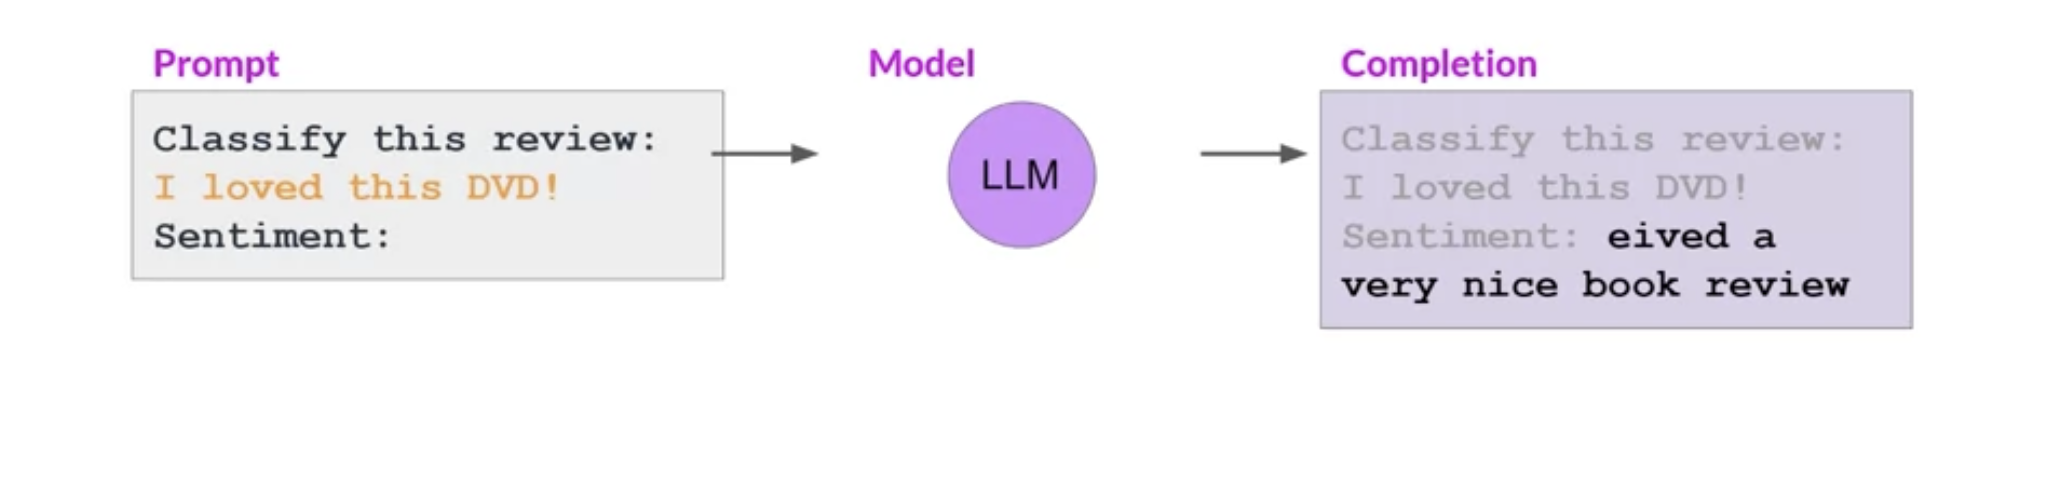 Prompt
Classify this review:
I loved this DVD!
Sentiment:
Model
LLM
Completion
Classify this review:
I loved this DVD!
Sentiment: eived a
very nice book review